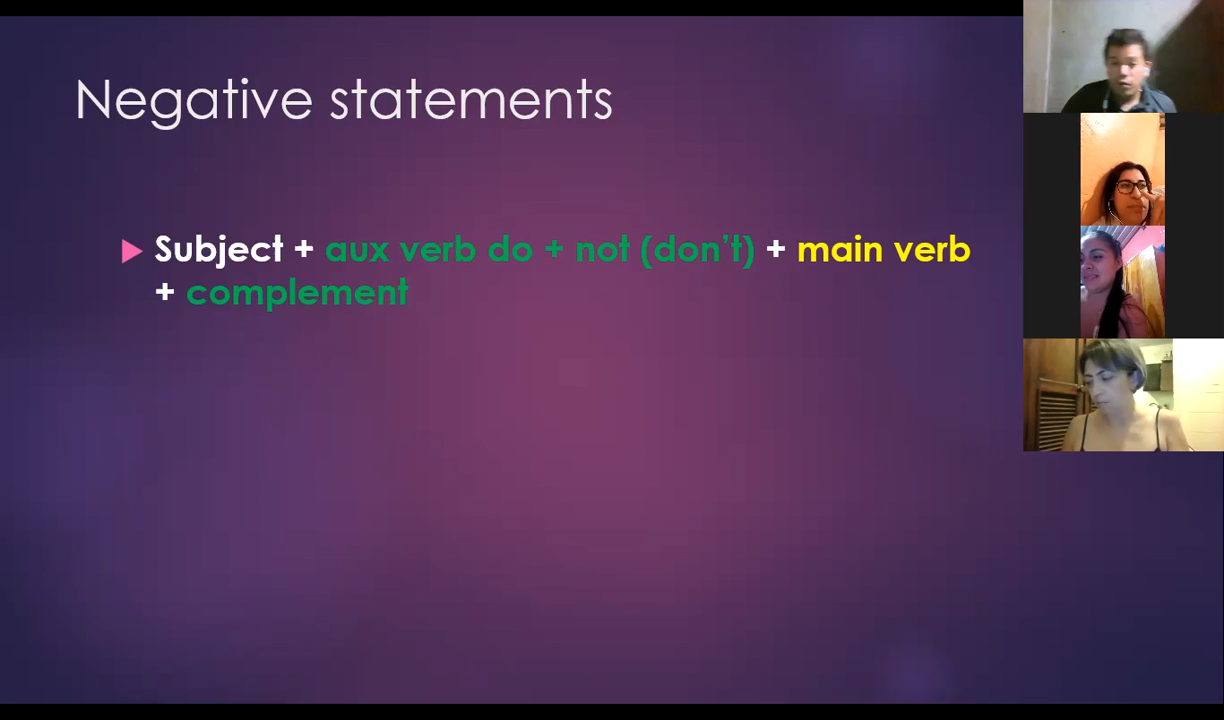 Negative statements
Subject + aux verb do + not (don't) + main verb
+ complement